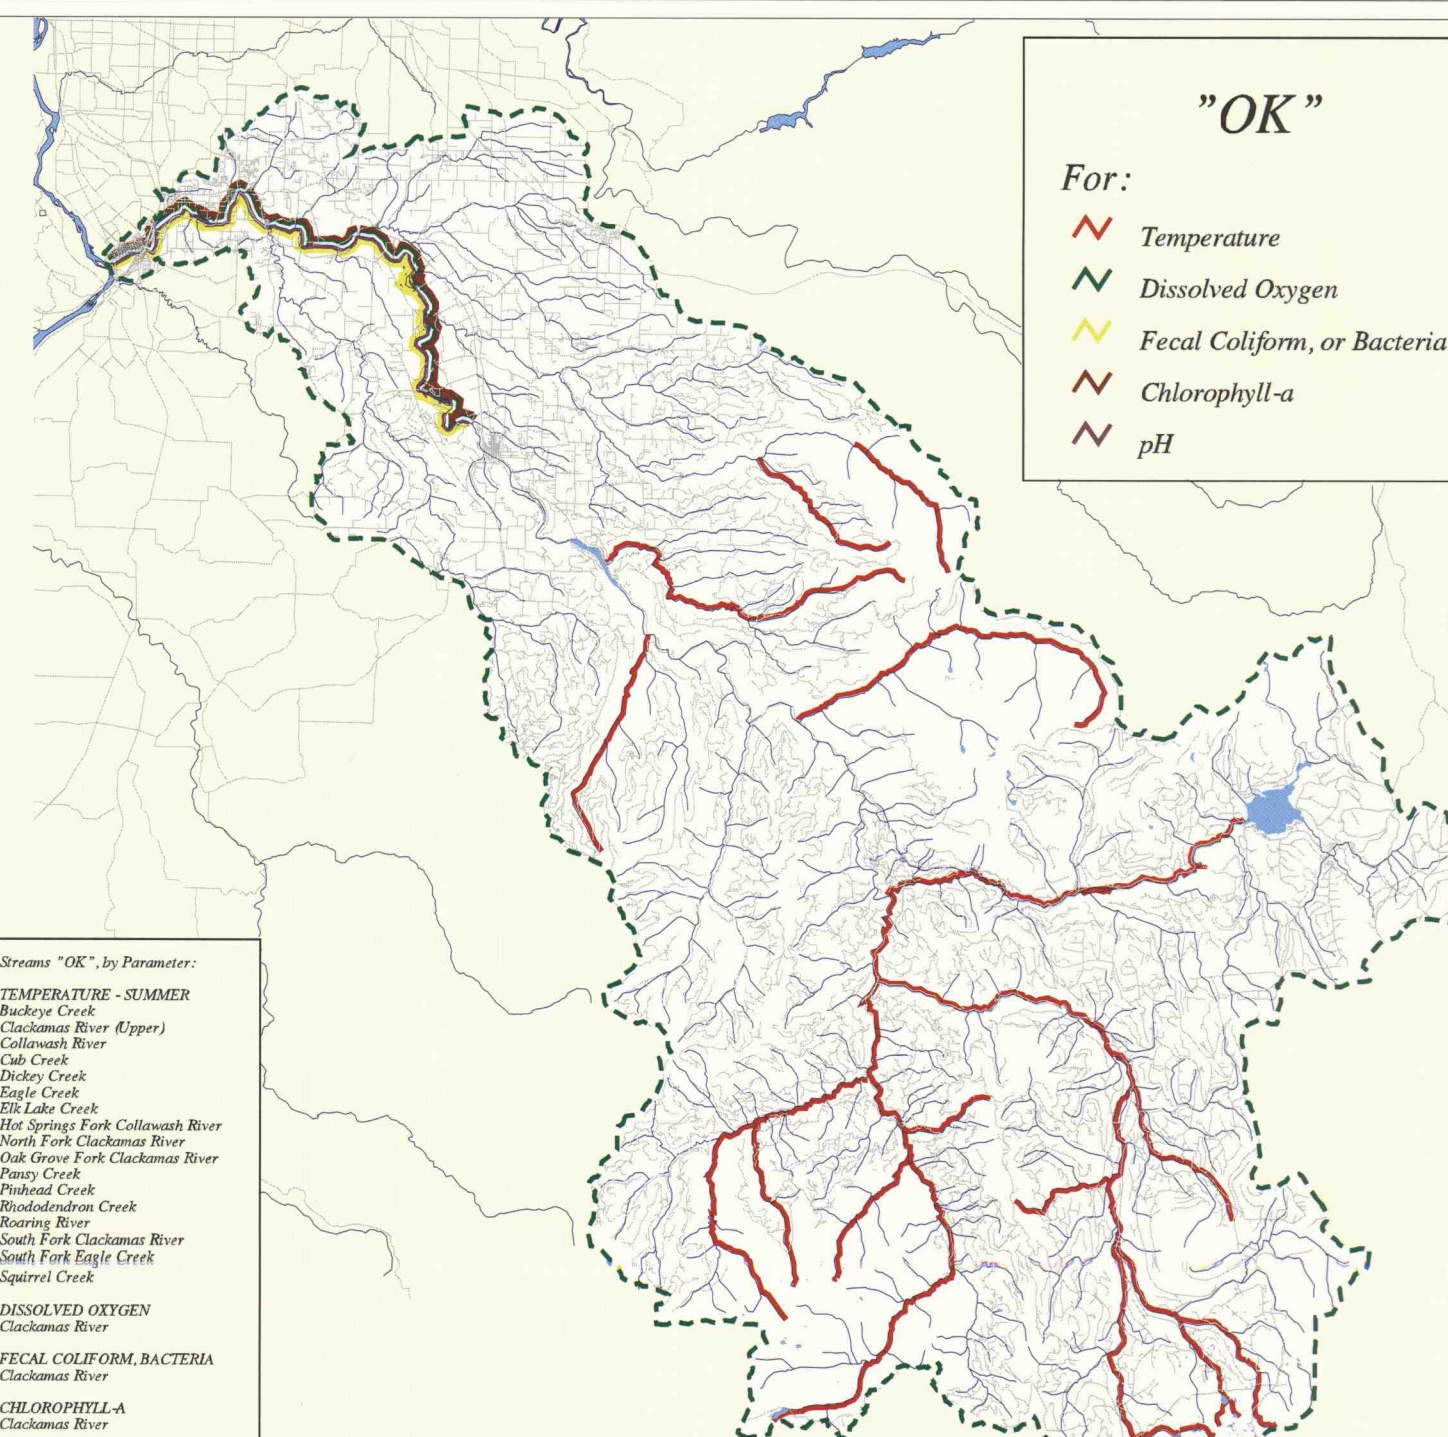 "OK"
For:
Temperature
Dissolved Oxygen
Fecal Coliform, or Bacteria
Chlorophyll-a
pH
Streams "OK", by Parameter:
TEMPERATURE - SUMMER
Buckeye Creek
Clackamas River (Upper)
Collawash River
Cub Creek
Dickey Creek
Eagle Creek
Elk Lake Creek
Hot Springs Fork Collawash River
North Fork Clackamas River
Oak Grove Fork Clackamas River
Pansy Creek
Pinhead Creek
Rhododendron Creek
Roaring River
South Fork Clackamas River
South Fork Eagle Creek
Squirrel Creek
DISSOLVED OXYGEN
Clackamas River
FECAL COLIFORM, BACTERIA
Clackamas River
CHLOROPHYLL-A
Clackamas River